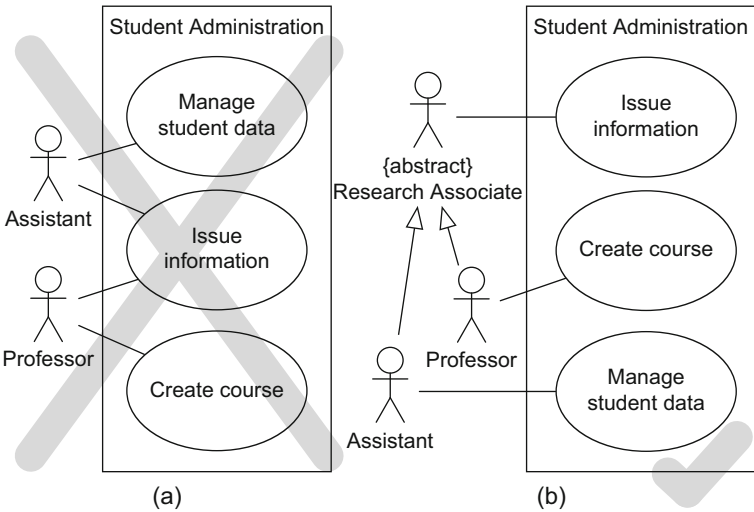 Student Administration
Manage
student data
Assistant
Issue
information
Professor
Create course
(a)
Student Administration
Issue
information
{abstract}
Research Associate
Create course
Professor
Manage
student data
Assistant
(b)